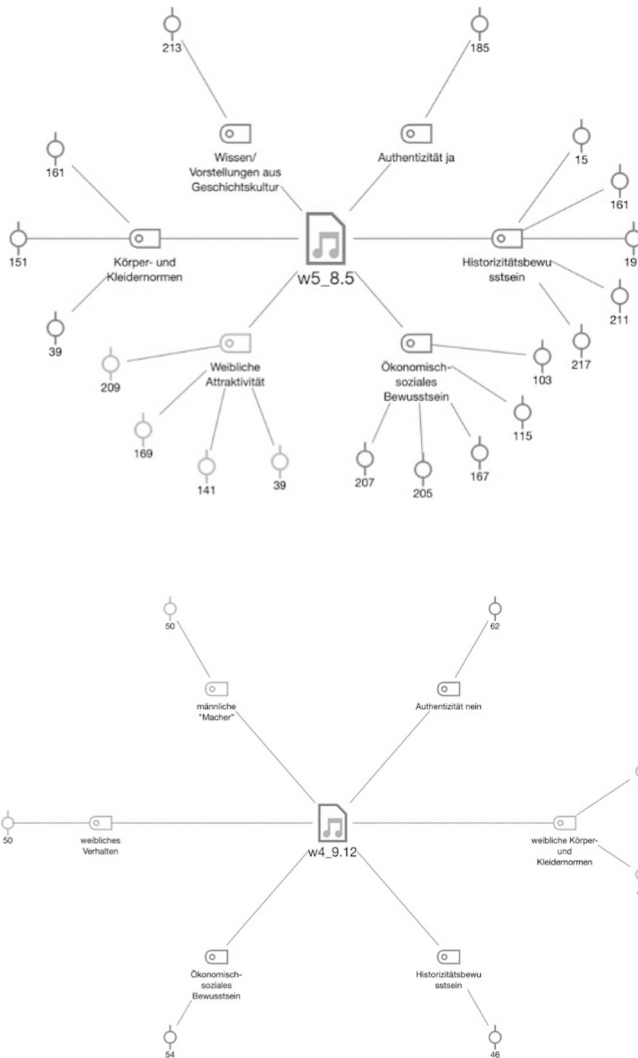 213
185
Wissen/
Vorstellungen aus
Geschichtskultur
Authentizität ja
15
161
161
151
Körper- und
Kleidernormen
w5_8.5
Historizitätsbewu
sstsein
19
211
39
217
209
Weibliche
Attraktivität
Ökonomisch-
soziales
Bewusstsein
103
115
169
141
39
207
205
167
50
62
männliche
"Macher"
Authentizität nein
50
weibliches
Verhalten
w4_9.12
weibliche Körper-
und
Kleidernormen
Ökonomisch-
soziales
Bewusstsein
Historizitätsbewu
sstsein
54
46